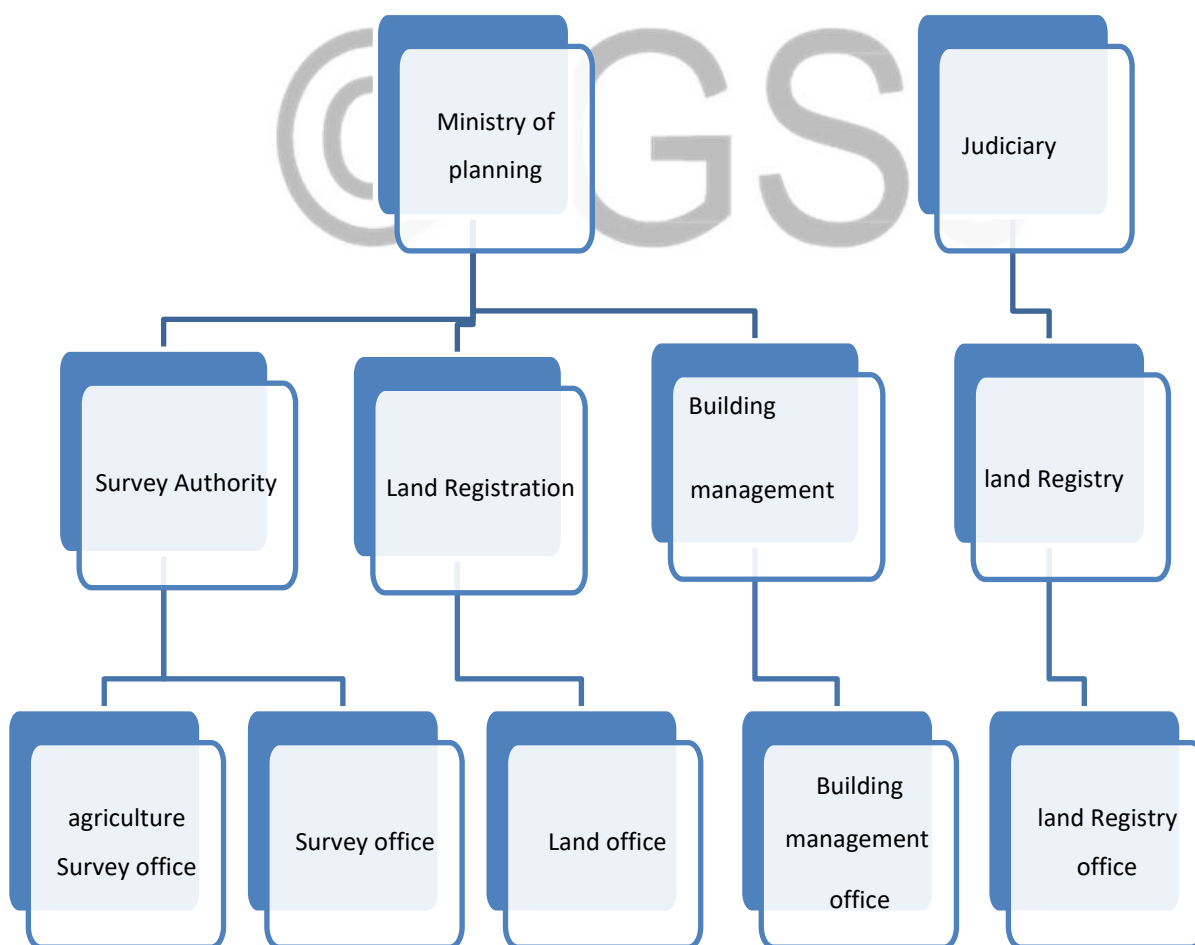 © GS
Ministry of
planning
Judiciary
Survey Authority
Land Registration
Building
management
land Registry
agriculture
Survey office
Survey office
Land office
Building
management
office
land Registry
office